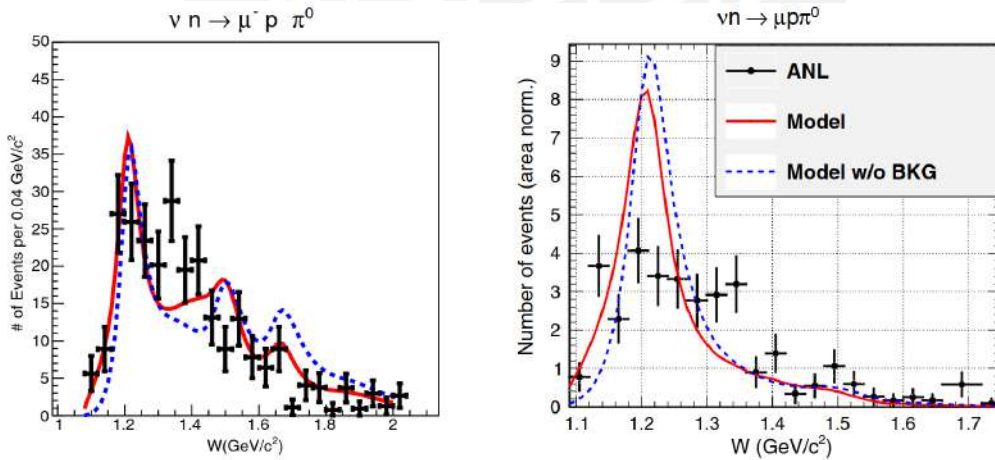 ν n → μ⁻ p π⁰
# of Events per 0.04 GeV/c²
50
45
40
35
30
25
20
15
10
5
0
1 1.2 1.4 1.6 1.8 2
W(GeV/c²)
νn → μpπ⁰
Number of events (area norm.)
9
8
7
6
5
4
3
2
1
0
1.1 1.2 1.3 1.4 1.5 1.6 1.7
W (GeV/c²)
ANL
Model
Model w/o BKG